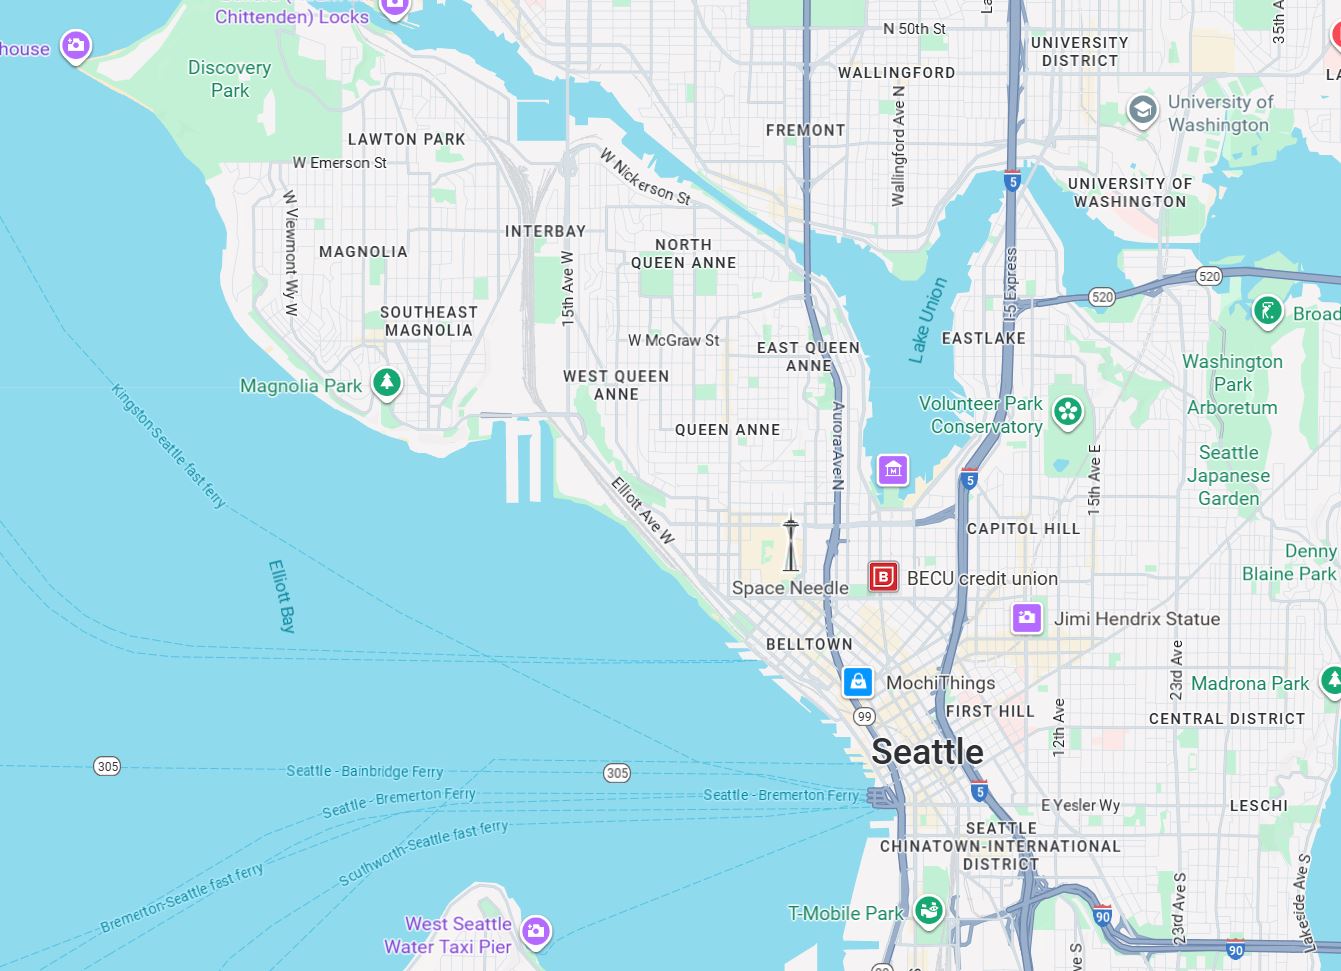 Chittenden) Locks
house
Discovery
Park
LAWTON PARK
W Emerson St
W Viewmont Wy W
MAGNOLIA
SOUTHEAST
MAGNOLIA
Magnolia Park
INTERBAY
15th Ave W
W Nickerson St
NORTH
QUEEN ANNE
W McGraw St
WEST QUEEN
ANNE
EAST QUEEN
ANNE
QUEEN ANNE
Aurora Ave N
Elliott Ave W
FREMONT
WALLINGFORD
Wallingford Ave N
N 50th St
35th A
UNIVERSITY
DISTRICT
LA
University of
Washington
5
UNIVERSITY OF
WASHINGTON
I-5 Express
520
520
Lake Union
EASTLAKE
Broad
Washington
Park
Arboretum
Volunteer Park
Conservatory
15th Ave E
Seattle
Japanese
Garden
5
CAPITOL HILL
Denny
Blaine Park
Space Needle
B
BECU credit union
Jimi Hendrix Statue
Kingston-Seattle fast ferry
Elliott Bay
BELLTOWN
MochiThings
99
FIRST HILL
12th Ave
23rd Ave
Madrona Park
CENTRAL DISTRICT
Seattle
305
305
Seattle - Bainbridge Ferry
Seattle - Bremerton Ferry
Seattle - Bremerton Ferry
Southworth-Seattle fast ferry
Bremerton-Seattle fast ferry
5
E Yesler Wy
LESCHI
SEATTLE
CHINATOWN-INTERNATIONAL
DISTRICT
West Seattle
Water Taxi Pier
T-Mobile Park
90
90
23rd Ave S
Lakeside Ave S
ve S